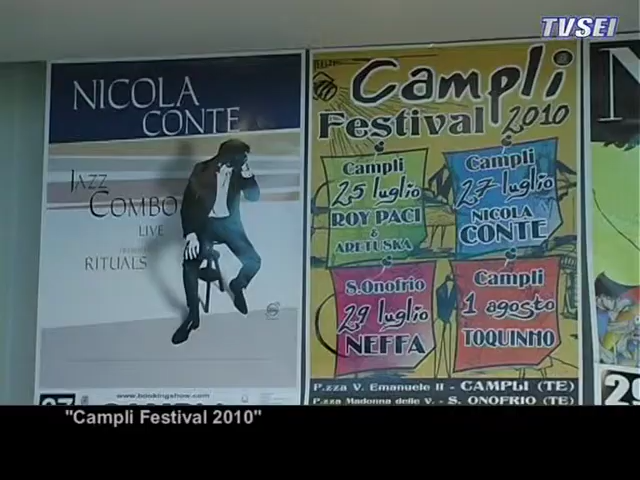 TVSEI
NICOLA
CONTE
JAZZ
COMBO
LIVE
RITUALS
www.bookingshow.com
Campli
Festival 2010
Campli
25 luglio
ROY PACI
&
ARETUSKA
Campli
27 luglio
NICOLA
CONTE
S.Onofrio
29 luglio
NEFFA
Campli
1 agosto
TOQUINHO
P.zza V. Emanuele II - CAMPLI (TE)
P.zza Madonna delle V. - S. ONOFRIO (TE)
"Campli Festival 2010"